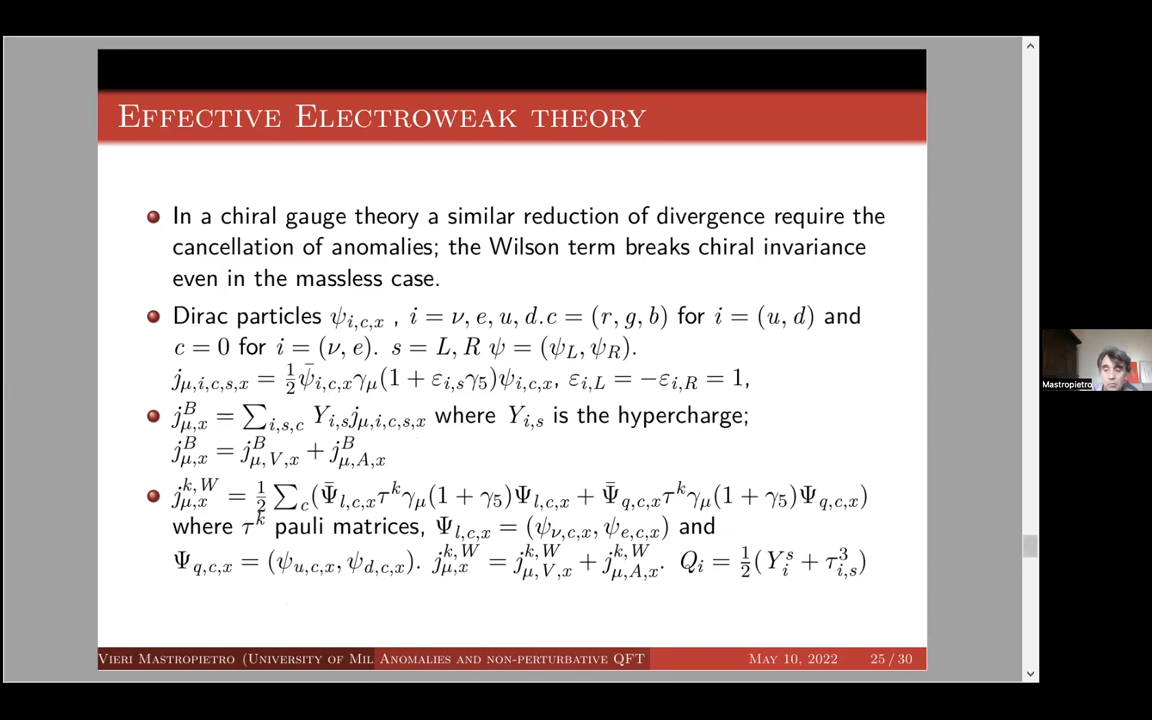 Effective Electroweak theory
In a chiral gauge theory a similar reduction of divergence require the
cancellation of anomalies; the Wilson term breaks chiral invariance
even in the massless case.
Dirac particles ψ_{i,c,x} , i = ν, e, u, d.c = (r, g, b) for i = (u, d) and
c = 0 for i = (ν, e). s = L, R ψ = (ψ_L, ψ_R).
j_{μ,i,c,s,x} = ½ψ̄_{i,c,x}γ_μ(1 + ε_{i,s}γ_5)ψ_{i,c,x}, ε_{i,L} = −ε_{i,R} = 1,
j^B_{μ,x} = ∑_{i,s,c} Y_{i,s}j_{μ,i,c,s,x} where Y_{i,s} is the hypercharge;
j^B_{μ,x} = j^B_{μ,V,x} + j^B_{μ,A,x}
j^{k,W}_{μ,x} = ½ ∑_c(Ψ̄_{l,c,x}τ^kγ_μ(1 + γ_5)Ψ_{l,c,x} + Ψ̄_{q,c,x}τ^kγ_μ(1 + γ_5)Ψ_{q,c,x})
where τ^k pauli matrices, Ψ_{l,c,x} = (ψ_{ν,c,x}, ψ_{e,c,x}) and
Ψ_{q,c,x} = (ψ_{u,c,x}, ψ_{d,c,x}). j^{k,W}_{μ,x} = j^{k,W}_{μ,V,x} + j^{k,W}_{μ,A,x}. Q_i = ½(Y^s_i + τ^3_{i,s})
Vieri Mastropietro (University of Mil Anomalies and non-perturbative QFT May 10, 2022 25 / 30
Mastropietro